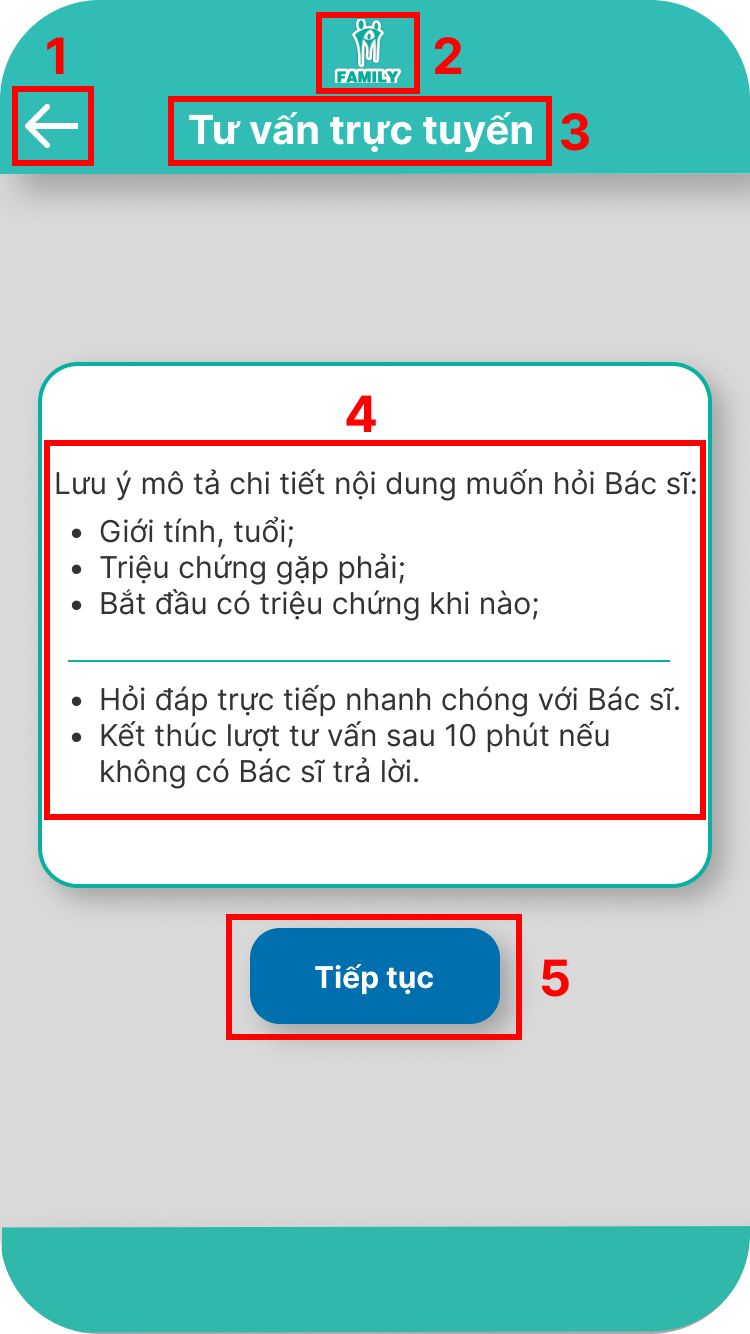 1
FAMILY
2
Tư vấn trực tuyến
3
4
Lưu ý mô tả chi tiết nội dung muốn hỏi Bác sĩ:
• Giới tính, tuổi;
• Triệu chứng gặp phải;
• Bắt đầu có triệu chứng khi nào;
• Hỏi đáp trực tiếp nhanh chóng với Bác sĩ.
• Kết thúc lượt tư vấn sau 10 phút nếu
không có Bác sĩ trả lời.
Tiếp tục
5